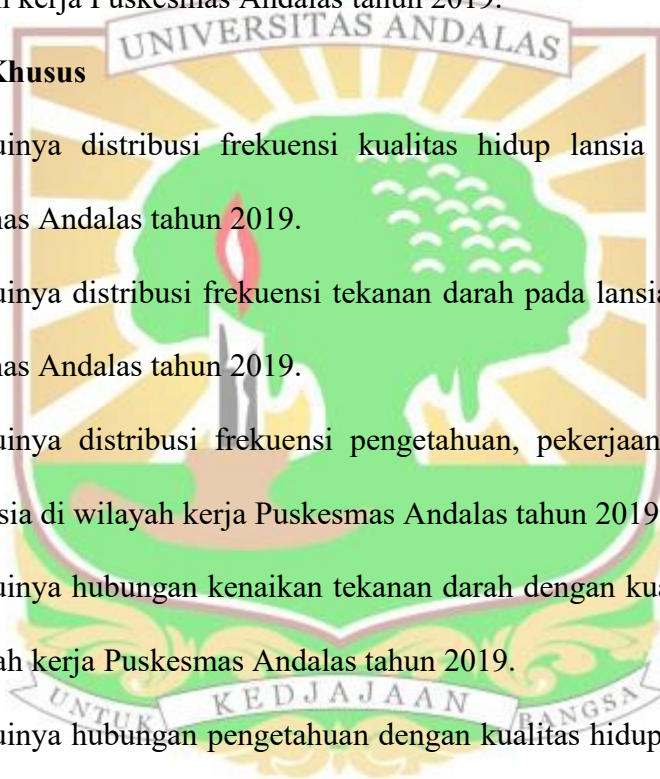 kerja Puskesmas Andalas tahun 2019.
UNIVERSITAS ANDALAS
Khusus
uinya distribusi frekuensi kualitas hidup lansia
nas Andalas tahun 2019.
uinya distribusi frekuensi tekanan darah pada lansia
nas Andalas tahun 2019.
uinya distribusi frekuensi pengetahuan, pekerjaan
sia di wilayah kerja Puskesmas Andalas tahun 2019
uinya hubungan kenaikan tekanan darah dengan kua
ah kerja Puskesmas Andalas tahun 2019.
UNTUK KEDJAJAAN BANGSA
uinya hubungan pengetahuan dengan kualitas hidup